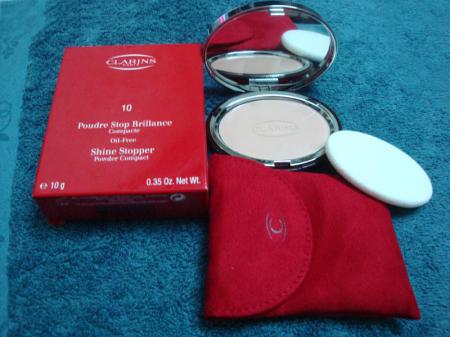 CLARINS
10
Poudre Stop Brillance
Compacte
Oil-Free
Shine Stopper
Powder Compact
℮ 10 g
0.35 Oz. Net Wt.
CLARINS
C